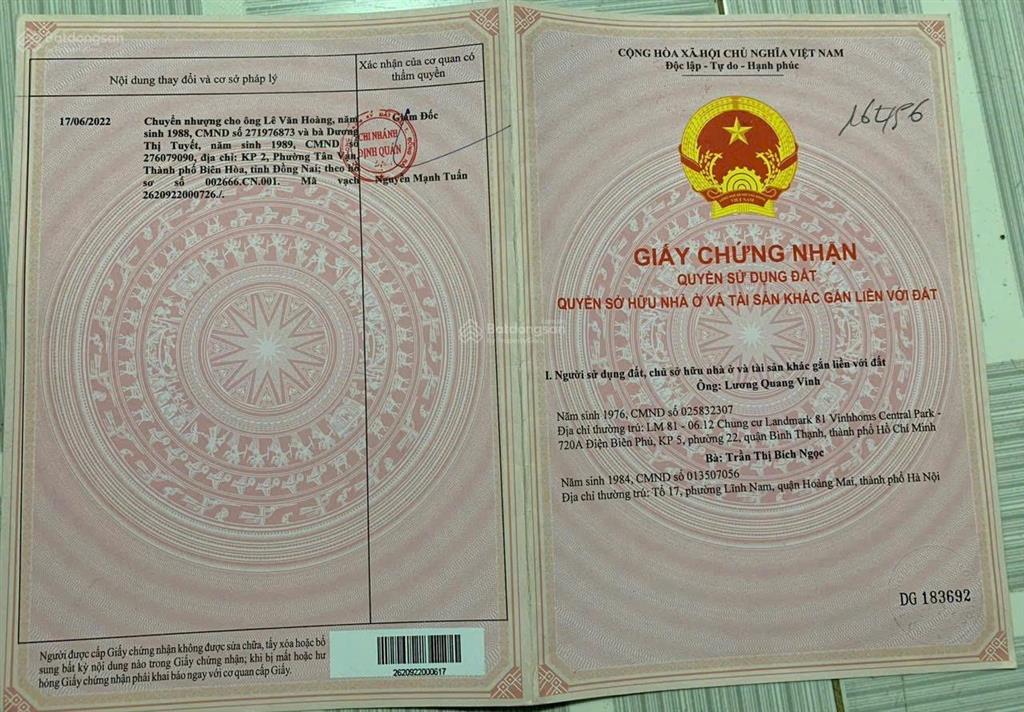 Batdongsan
Nội dung thay đổi và cơ sở pháp lý
Xác nhận của cơ quan có
thẩm quyền
17/06/2022
Chuyển nhượng cho ông Lê Văn Hoàng, năm
sinh 1988, CMND số 271976873 và bà Dương
Thị Tuyết, năm sinh 1989, CMND số
276079090, địa chỉ: KP 2, Phường Tân Vạn,
Thành phố Biên Hòa, tỉnh Đồng Nai; theo hồ
sơ số 002666.CN.001. Mã vạch
2620922000726./.
Giám Đốc
CHI NHÁNH
ĐỊNH QUÁN
Nguyễn Mạnh Tuấn
Người được cấp Giấy chứng nhận không được sửa chữa, tẩy xóa hoặc bổ
sung bất kỳ nội dung nào trong Giấy chứng nhận; khi bị mất hoặc hư
hỏng Giấy chứng nhận phải khai báo ngay với cơ quan cấp Giấy.
2620922000617
Batdongsan
CỘNG HÒA XÃ HỘI CHỦ NGHĨA VIỆT NAM
Độc lập - Tự do - Hạnh phúc
VIỆT NAM
GIẤY CHỨNG NHẬN
QUYỀN SỬ DỤNG ĐẤT
QUYỀN SỞ HỮU NHÀ Ở VÀ TÀI SẢN KHÁC GẮN LIỀN VỚI ĐẤT
I. Người sử dụng đất, chủ sở hữu nhà ở và tài sản khác gắn liền với đất
Ông: Lương Quang Vinh
Năm sinh 1976, CMND số 025832307
Địa chỉ thường trú: LM 81 - 06.12 Chung cư Landmark 81 Vinhhoms Central Park -
720A Điện Biên Phủ, KP 5, phường 22, quận Bình Thạnh, thành phố Hồ Chí Minh
Bà: Trần Thị Bích Ngọc
Năm sinh 1984, CMND số 013507056
Địa chỉ thường trú: Tổ 17, phường Lĩnh Nam, quận Hoàng Mai, thành phố Hà Nội
DG 183692